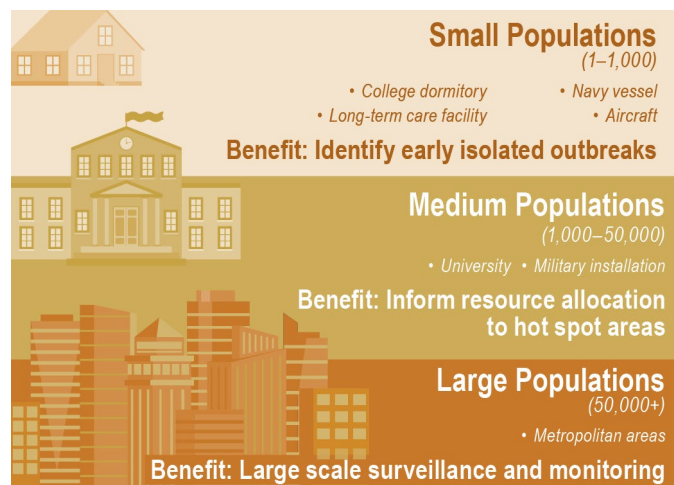 Small Populations
(1–1,000)
• College dormitory • Navy vessel
• Long-term care facility • Aircraft
Benefit: Identify early isolated outbreaks
Medium Populations
(1,000–50,000)
• University • Military installation
Benefit: Inform resource allocation
to hot spot areas
Large Populations
(50,000+)
• Metropolitan areas
Benefit: Large scale surveillance and monitoring